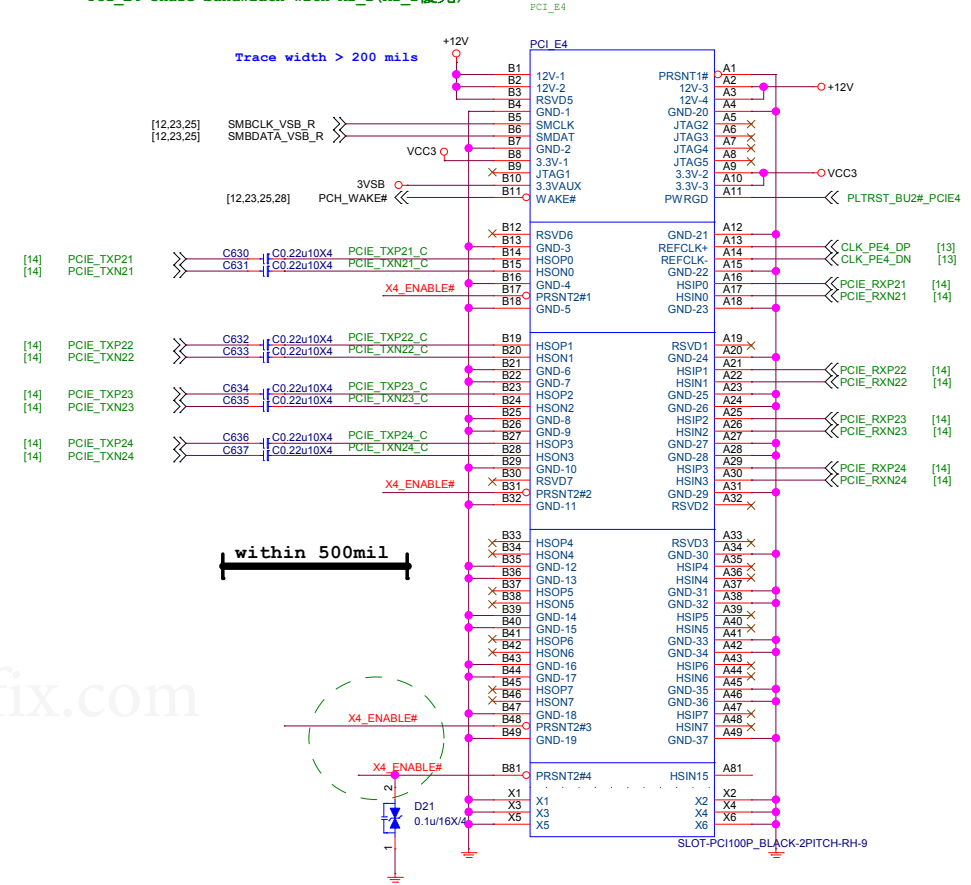 PCI_E4
PCI_E4
+12V
Trace width > 200 mils
B1 12V-1 PRSNT1# A1
B2 12V-2 12V-3 A2
B3 RSVD5 12V-4 A3 +12V
B4 GND-1 GND-20 A4
[12,23,25] SMBCLK_VSB_R B5 SMCLK JTAG2 A5
[12,23,25] SMBDATA_VSB_R B6 SMDAT JTAG3 A6
B7 GND-2 JTAG4 A7
VCC3 B8 3.3V-1 JTAG5 A8
B9 JTAG1 3.3V-2 A9 VCC3
3VSB B10 3.3VAUX 3.3V-3 A10
[12,23,25,28] PCH_WAKE# B11 WAKE# PWRGD A11 PLTRST_BU2#_PCIE4
B12 RSVD6 GND-21 A12
B13 GND-3 REFCLK+ A13 CLK_PE4_DP [13]
[14] PCIE_TXP21 C630 C0.22u10X4 PCIE_TXP21_C B14 HSOP0 REFCLK- A14 CLK_PE4_DN [13]
[14] PCIE_TXN21 C631 C0.22u10X4 PCIE_TXN21_C B15 HSON0 GND-22 A15
B16 GND-4 HSIP0 A16 PCIE_RXP21 [14]
X4_ENABLE# B17 PRSNT2#1 HSIN0 A17 PCIE_RXN21 [14]
B18 GND-5 GND-23 A18
[14] PCIE_TXP22 C632 C0.22u10X4 PCIE_TXP22_C B19 HSOP1 RSVD1 A19
[14] PCIE_TXN22 C633 C0.22u10X4 PCIE_TXN22_C B20 HSON1 GND-24 A20
B21 GND-6 HSIP1 A21 PCIE_RXP22 [14]
B22 GND-7 HSIN1 A22 PCIE_RXN22 [14]
[14] PCIE_TXP23 C634 C0.22u10X4 PCIE_TXP23_C B23 HSOP2 GND-25 A23
[14] PCIE_TXN23 C635 C0.22u10X4 PCIE_TXN23_C B24 HSON2 GND-26 A24
B25 GND-8 HSIP2 A25 PCIE_RXP23 [14]
B26 GND-9 HSIN2 A26 PCIE_RXN23 [14]
[14] PCIE_TXP24 C636 C0.22u10X4 PCIE_TXP24_C B27 HSOP3 GND-27 A27
[14] PCIE_TXN24 C637 C0.22u10X4 PCIE_TXN24_C B28 HSON3 GND-28 A28
B29 GND-10 HSIP3 A29 PCIE_RXP24 [14]
B30 RSVD7 HSIN3 A30 PCIE_RXN24 [14]
X4_ENABLE# B31 PRSNT2#2 GND-29 A31
B32 GND-11 RSVD2 A32
B33 HSOP4 RSVD3 A33
within 500mil B34 HSON4 GND-30 A34
B35 GND-12 HSIP4 A35
B36 GND-13 HSIN4 A36
B37 HSOP5 GND-31 A37
B38 HSON5 GND-32 A38
B39 GND-14 HSIP5 A39
B40 GND-15 HSIN5 A40
B41 HSOP6 GND-33 A41
B42 HSON6 GND-34 A42
B43 GND-16 HSIP6 A43
B44 GND-17 HSIN6 A44
B45 HSOP7 GND-35 A45
B46 HSON7 GND-36 A46
fix.com
B47 GND-18 HSIP7 A47
X4_ENABLE# B48 PRSNT2#3 HSIN7 A48
B49 GND-19 GND-37 A49
X4_ENABLE# B81 PRSNT2#4 HSIN15 A81
X1 X1 X2 X2
2 D21 X3 X3 X4 X4
0.1u/16X/4 X5 X5 X6 X6
1 SLOT-PCI100P_BLACK-2PITCH-RH-9